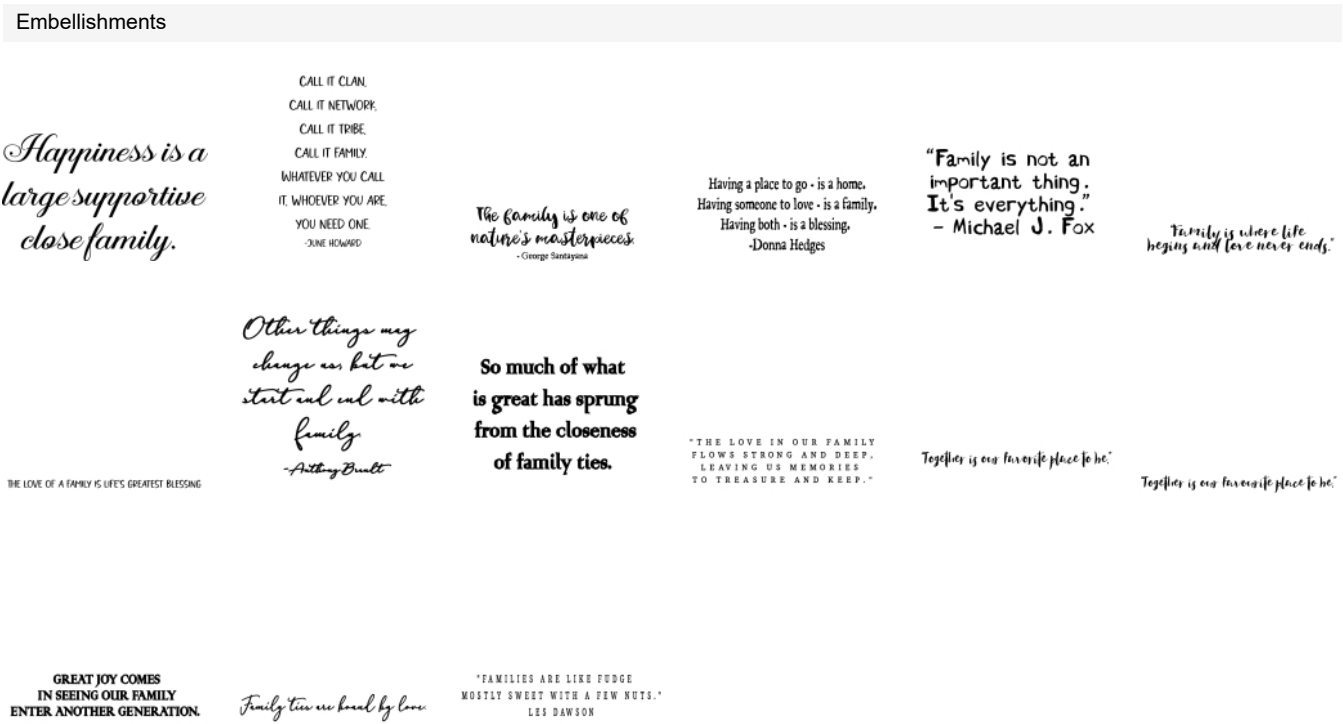 Embellishments
Happiness is a
large supportive
close family.
CALL IT CLAN,
CALL IT NETWORK,
CALL IT TRIBE,
CALL IT FAMILY.
WHATEVER YOU CALL
IT, WHOEVER YOU ARE,
YOU NEED ONE.
-JUNE HOWARD
The family is one of
nature's masterpieces.
- George Santayana
Having a place to go - is a home.
Having someone to love - is a family.
Having both - is a blessing.
-Donna Hedges
“Family is not an
important thing.
It's everything.”
– Michael J. Fox
Family is where life
begins and love never ends."
THE LOVE OF A FAMILY IS LIFE'S GREATEST BLESSING
Other things may
change us, but we
start and end with
family.
-Anthony Brault
So much of what
is great has sprung
from the closeness
of family ties.
"THE LOVE IN OUR FAMILY
FLOWS STRONG AND DEEP,
LEAVING US MEMORIES
TO TREASURE AND KEEP."
Together is our favorite place to be."
Together is our favourite place to be."
GREAT JOY COMES
IN SEEING OUR FAMILY
ENTER ANOTHER GENERATION.
Family ties are bound by love.
"FAMILIES ARE LIKE FUDGE
MOSTLY SWEET WITH A FEW NUTS."
LES DAWSON